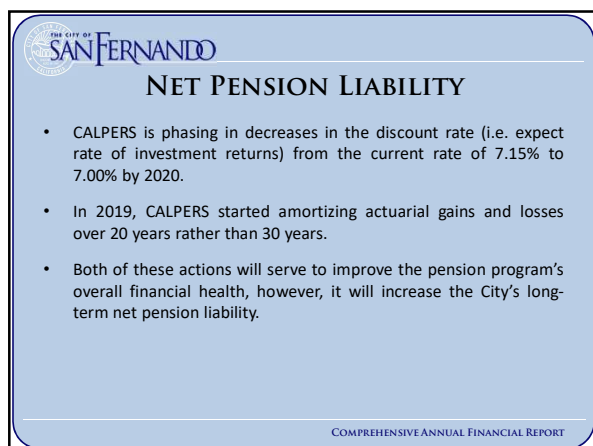 THE CITY OF
SAN FERNANDO
NET PENSION LIABILITY
• CALPERS is phasing in decreases in the discount rate (i.e. expect
rate of investment returns) from the current rate of 7.15% to
7.00% by 2020.
• In 2019, CALPERS started amortizing actuarial gains and losses
over 20 years rather than 30 years.
• Both of these actions will serve to improve the pension program's
overall financial health, however, it will increase the City's long-
term net pension liability.
COMPREHENSIVE ANNUAL FINANCIAL REPORT